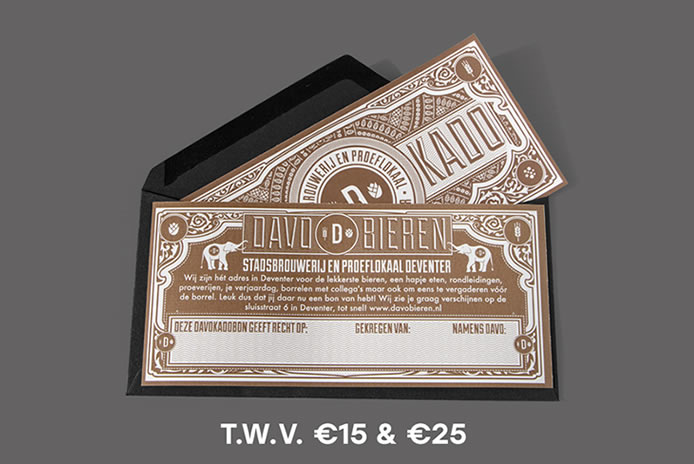 KADO
BROUWERIJ EN PROEFLOKAAL
D
DAVO D BIEREN
STADSBROUWERIJ EN PROEFLOKAAL DEVENTER
Wij zijn hét adres in Deventer voor de lekkerste bieren, een hapje eten, rondleidingen,
proeverijen, je verjaardag, borrelen met collega's maar ook om eens te vergaderen vóór
de borrel. Leuk dus dat jij daar nu een bon van hebt! Wij zie je graag verschijnen op de
sluisstraat 6 in Deventer, tot snel! www.davobieren.nl
DEZE DAVOKADOBON GEEFT RECHT OP: GEKREGEN VAN: NAMENS DAVO:
D D
T.W.V. €15 & €25